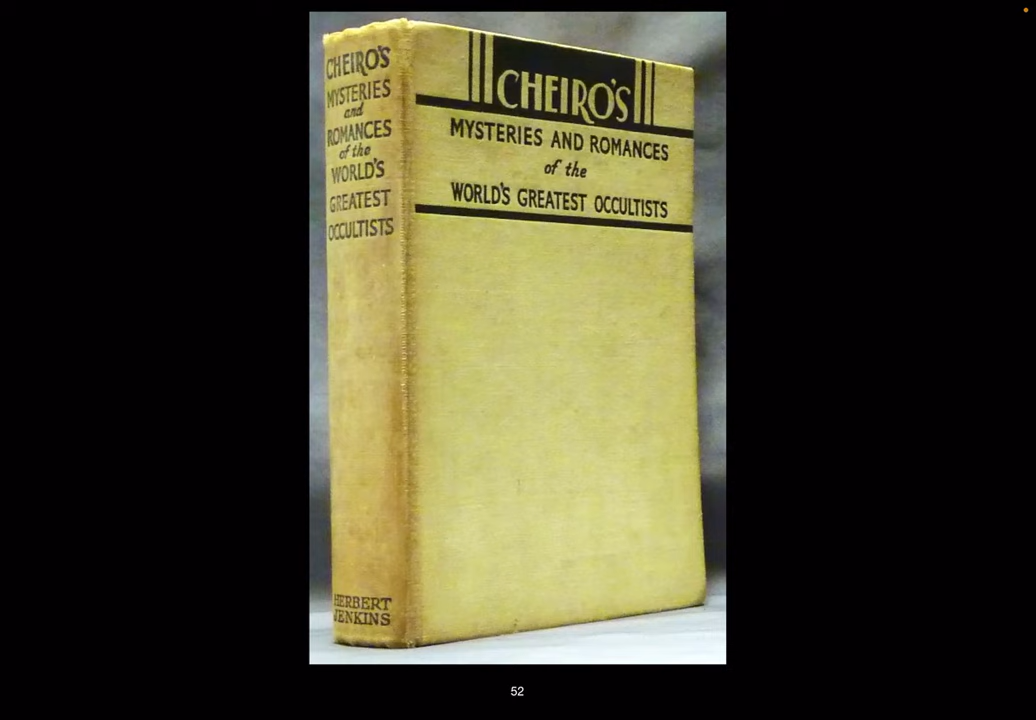 CHEIRO'S
MYSTERIES
and
ROMANCES
of the
WORLD'S
GREATEST
OCCULTISTS
HERBERT
JENKINS
CHEIRO'S
MYSTERIES AND ROMANCES
of the
WORLD'S GREATEST OCCULTISTS
52